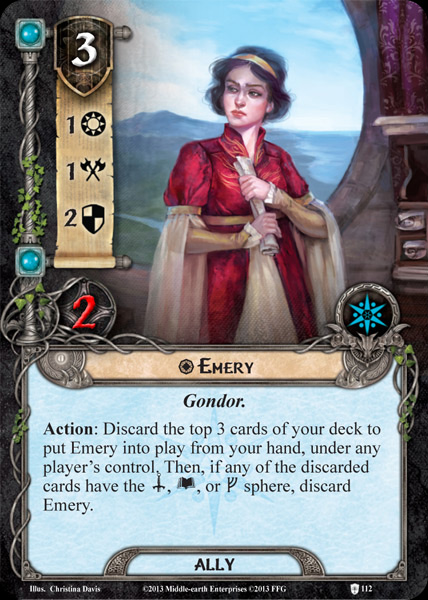 3
1
1
2
2
Emery
Gondor.
Action: Discard the top 3 cards of your deck to
put Emery into play from your hand, under any
player's control, Then, if any of the discarded
cards have the , , or sphere, discard
Emery.
ALLY
Illus. Christina Davis ©2013 Middle-earth Enterprises ©2013 FFG 112